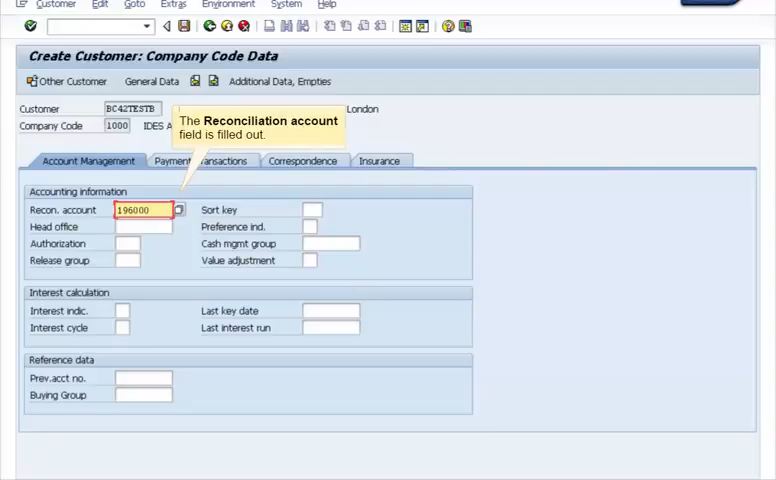 Customer Edit Goto Extras Environment System Help
Create Customer: Company Code Data
Other Customer General Data Additional Data, Empties
Customer BC42TESTB London
Company Code 1000 IDES A
The Reconciliation account
field is filled out.
Account Management Payment Transactions Correspondence Insurance
Accounting information
Recon. account 196000 Sort key
Head office Preference ind.
Authorization Cash mgmt group
Release group Value adjustment
Interest calculation
Interest indic. Last key date
Interest cycle Last interest run
Reference data
Prev.acct no.
Buying Group